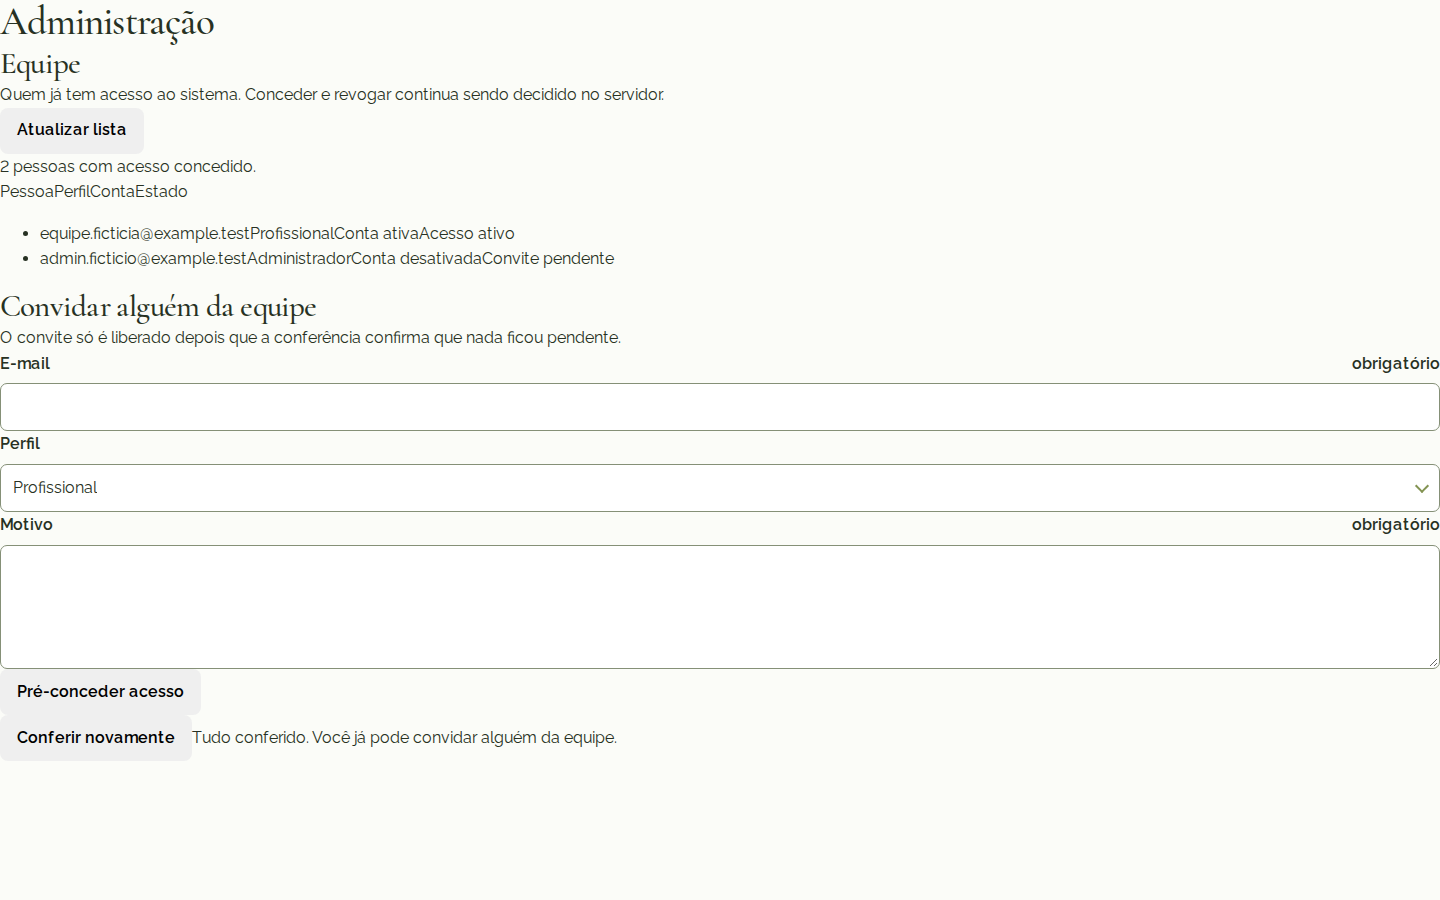 Administração
Equipe
Quem já tem acesso ao sistema. Conceder e revogar continua sendo decidido no servidor.
Atualizar lista
2 pessoas com acesso concedido.
PessoaPerfilContaEstado
equipe.ficticia@example.testProfissionalConta ativaAcesso ativo
admin.ficticio@example.testAdministradorConta desativadaConvite pendente
Convidar alguém da equipe
O convite só é liberado depois que a conferência confirma que nada ficou pendente.
E-mail obrigatório
Perfil
Profissional
Motivo obrigatório
Pré-conceder acesso
Conferir novamente Tudo conferido. Você já pode convidar alguém da equipe.